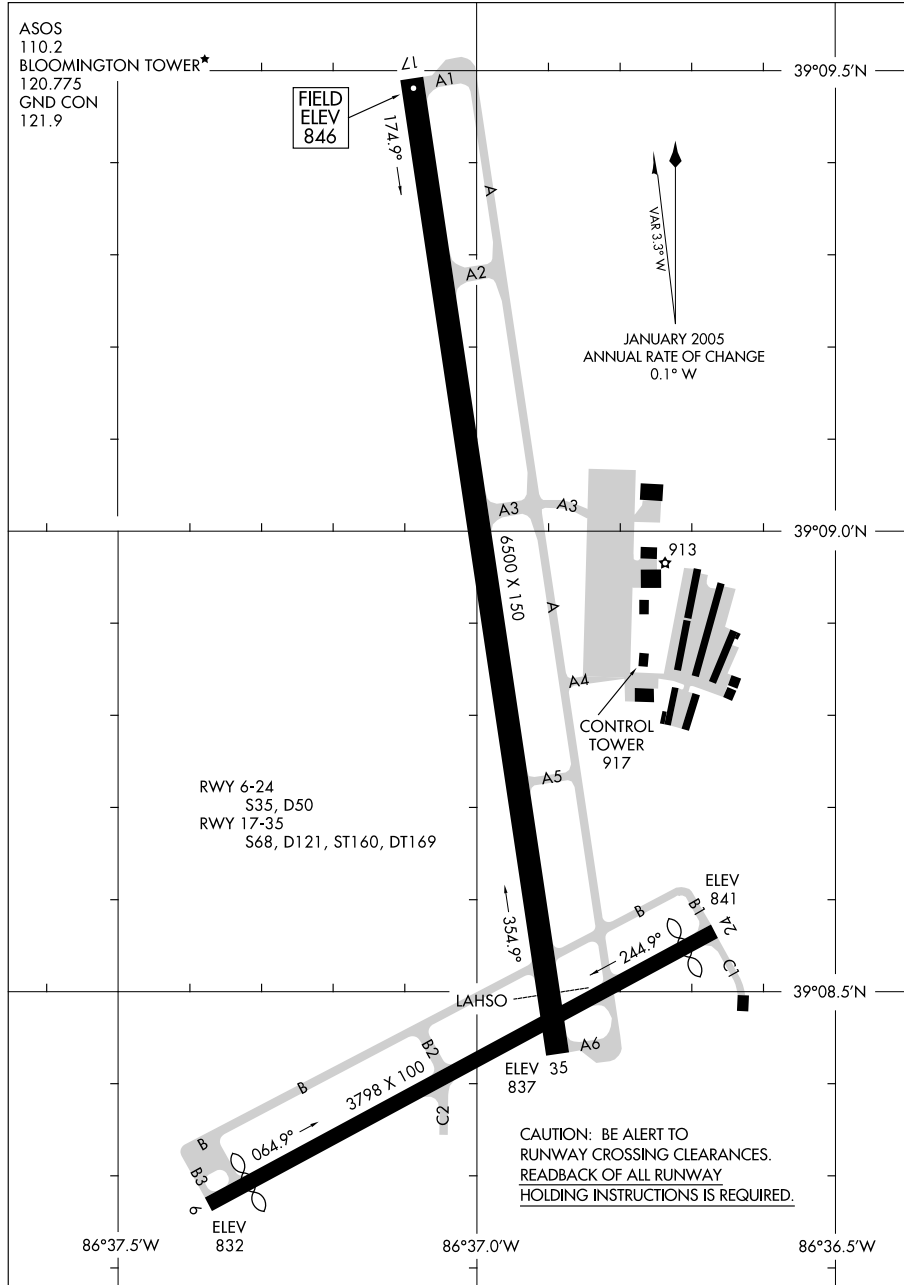 ASOS
110.2
BLOOMINGTON TOWER★
120.775
GND CON
121.9
FIELD
ELEV
846
17
A1
39°09.5'N
174.9°
A
VAR 3.3° W
A2
JANUARY 2005
ANNUAL RATE OF CHANGE
0.1° W
A3
A3
39°09.0'N
6500 X 150
913
A
A4
CONTROL
TOWER
917
A5
RWY 6-24
S35, D50
RWY 17-35
S68, D121, ST160, DT169
ELEV
841
B
B1
24
354.9°
244.9°
C1
LAHSO
39°08.5'N
B2
A6
ELEV 35
837
B
3798 X 100
C2
B
064.9°
B3
6
ELEV
832
CAUTION: BE ALERT TO
RUNWAY CROSSING CLEARANCES.
READBACK OF ALL RUNWAY
HOLDING INSTRUCTIONS IS REQUIRED.
86°37.5'W
86°37.0'W
86°36.5'W